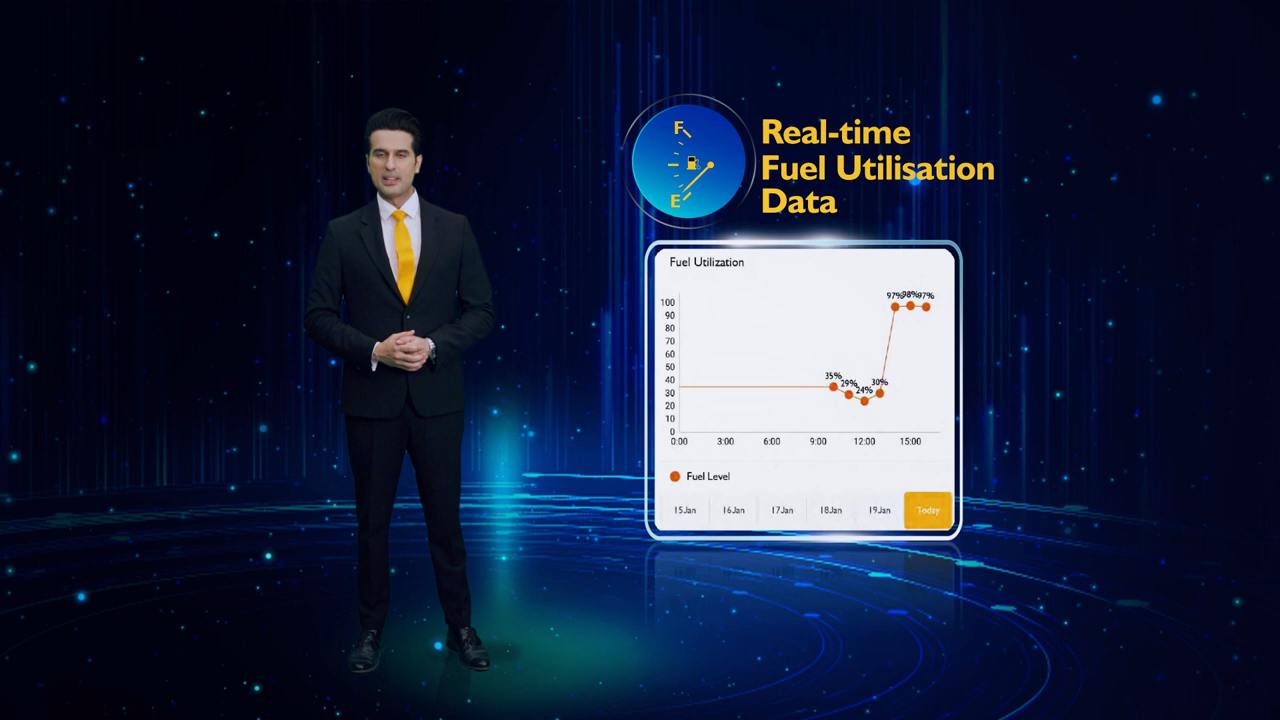 F
E
Real-time
Fuel Utilisation
Data
Fuel Utilization
100
90
80
70
60
50
40
30
20
10
0
35%
29%
24%
30%
97%
98%
97%
0:00 3:00 6:00 9:00 12:00 15:00
Fuel Level
15Jan 16Jan 17Jan 18Jan 19Jan Today